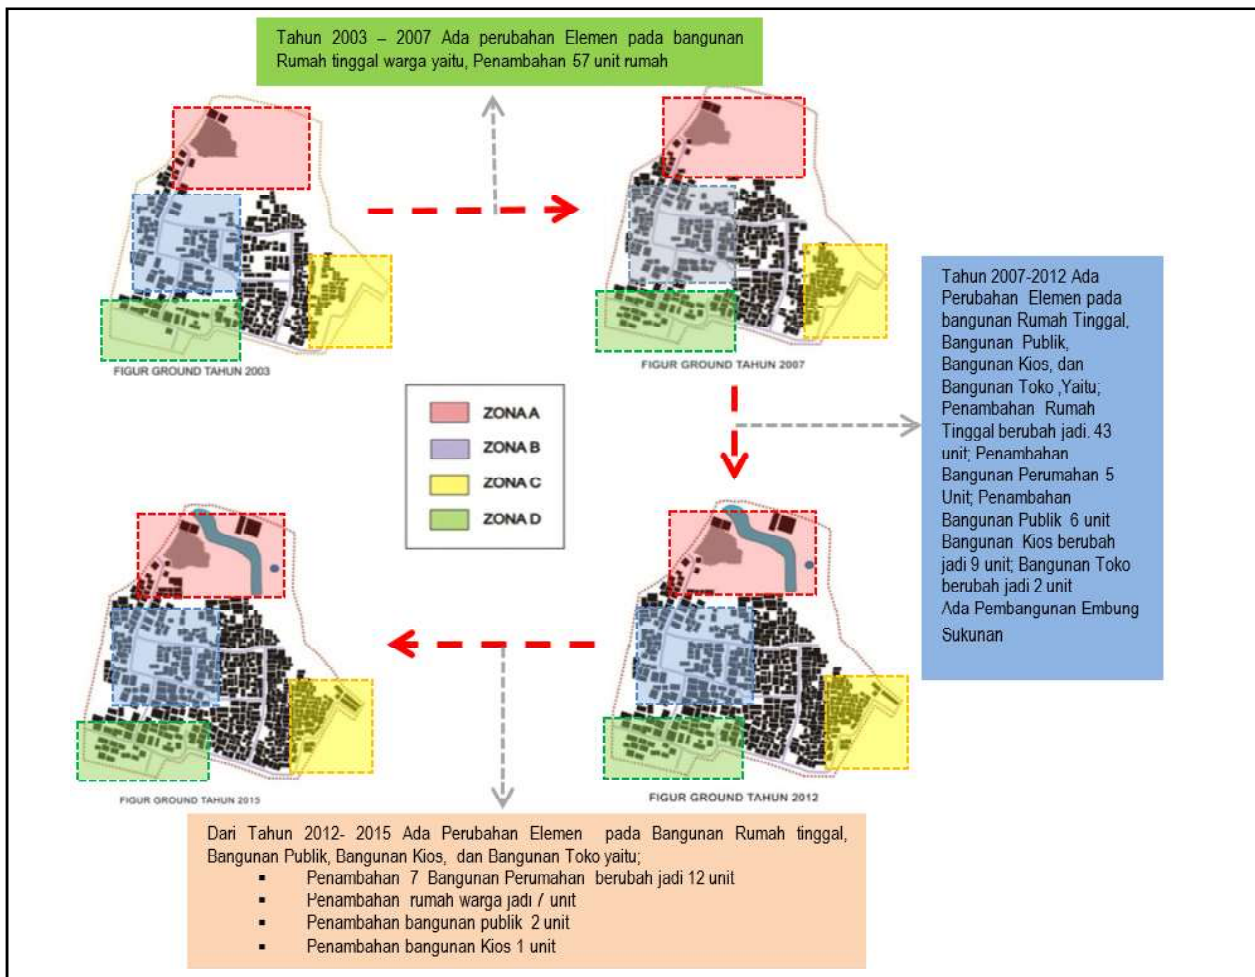 Tahun 2003 – 2007 Ada perubahan Elemen pada bangunan
Rumah tinggal warga yaitu, Penambahan 57 unit rumah
FIGUR GROUND TAHUN 2003
FIGUR GROUND TAHUN 2007
Tahun 2007-2012 Ada
Perubahan Elemen pada
bangunan Rumah Tinggal,
Bangunan Publik,
Bangunan Kios, dan
Bangunan Toko ,Yaitu;
Penambahan Rumah
Tinggal berubah jadi. 43
unit; Penambahan
Bangunan Perumahan 5
Unit; Penambahan
Bangunan Publik 6 unit
Bangunan Kios berubah
jadi 9 unit; Bangunan Toko
berubah jadi 2 unit
Ada Pembangunan Embung
Sukunan
ZONA A
ZONA B
ZONA C
ZONA D
FIGUR GROUND TAHUN 2015
FIGUR GROUND TAHUN 2012
Dari Tahun 2012- 2015 Ada Perubahan Elemen pada Bangunan Rumah tinggal,
Bangunan Publik, Bangunan Kios, dan Bangunan Toko yaitu;
▪ Penambahan 7 Bangunan Perumahan berubah jadi 12 unit
▪ Penambahan rumah warga jadi 7 unit
▪ Penambahan bangunan publik 2 unit
▪ Penambahan bangunan Kios 1 unit